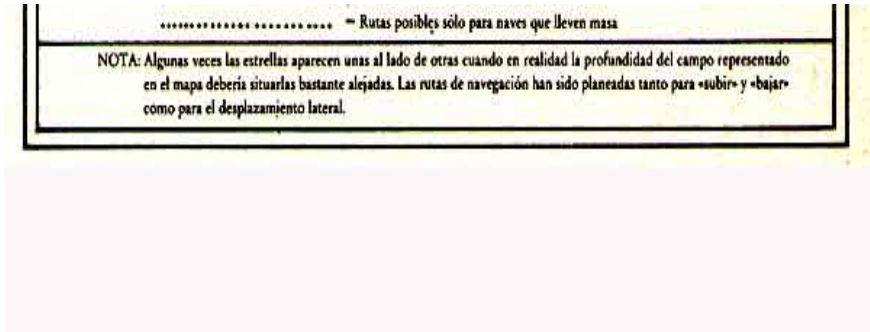 ........................... = Rutas posibles sólo para naves que lleven masa
NOTA: Algunas veces las estrellas aparecen unas al lado de otras cuando en realidad la profundidad del campo representado
en el mapa debería situarlas bastante alejadas. Las rutas de navegación han sido planeadas tanto para «subir» y «bajar»
como para el desplazamiento lateral.